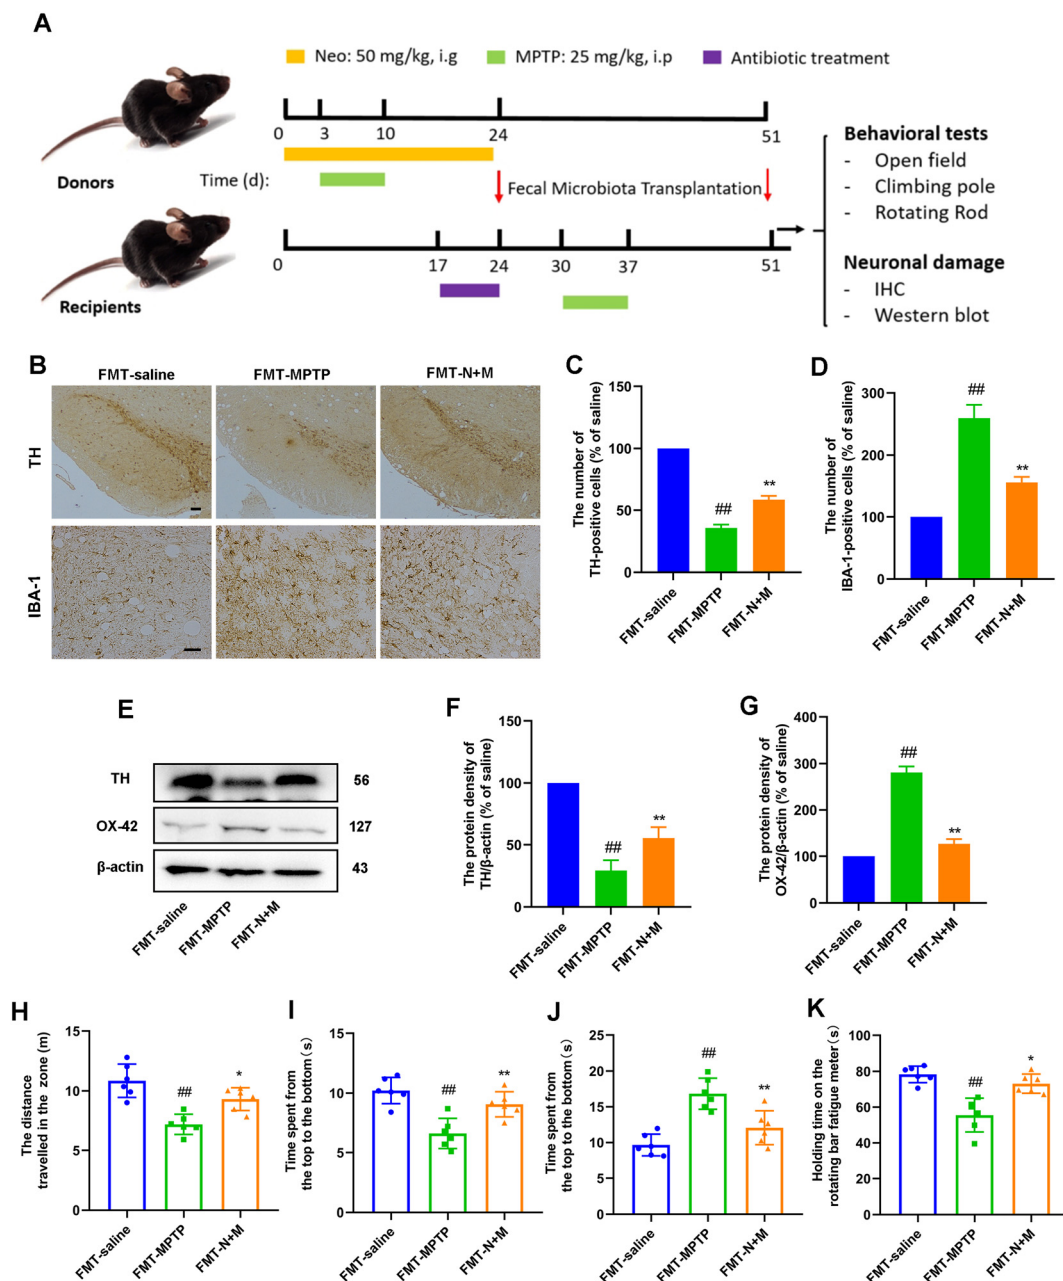 A
Neo: 50 mg/kg, i.g
MPTP: 25 mg/kg, i.p
Antibiotic treatment
0 3 10 24 51
Donors
Time (d):
Fecal Microbiota Transplantation
0 17 24 30 37 51
Recipients
Behavioral tests
- Open field
- Climbing pole
- Rotating Rod
Neuronal damage
- IHC
- Western blot
B
FMT-saline FMT-MPTP FMT-N+M
TH
IBA-1
C
The number of
TH-positive cells (% of saline)
150
100
50
0
##
**
FMT-saline
FMT-MPTP
FMT-N+M
D
The number of
IBA-1-positive cells (% of saline)
300
200
100
0
##
**
FMT-saline
FMT-MPTP
FMT-N+M
E
TH 56
OX-42 127
β-actin 43
FMT-saline
FMT-MPTP
FMT-N+M
F
The protein density of
TH/β-actin (% of saline)
150
100
50
0
##
**
FMT-saline
FMT-MPTP
FMT-N+M
G
The protein density of
OX-42/β-actin (% of saline)
400
300
200
100
0
##
**
FMT-saline
FMT-MPTP
FMT-N+M
H
The distance
travelled in the zone (m)
15
10
5
0
##
*
FMT-saline
FMT-MPTP
FMT-N+M
I
Time spent from
the top to the bottom (s)
15
10
5
0
##
**
FMT-saline
FMT-MPTP
FMT-N+M
J
Time spent from
the top to the bottom (s)
25
20
15
10
5
0
##
**
FMT-saline
FMT-MPTP
FMT-N+M
K
Holding time on the
rotating bar fatigue meter (s)
100
80
60
40
20
0
##
*
FMT-saline
FMT-MPTP
FMT-N+M